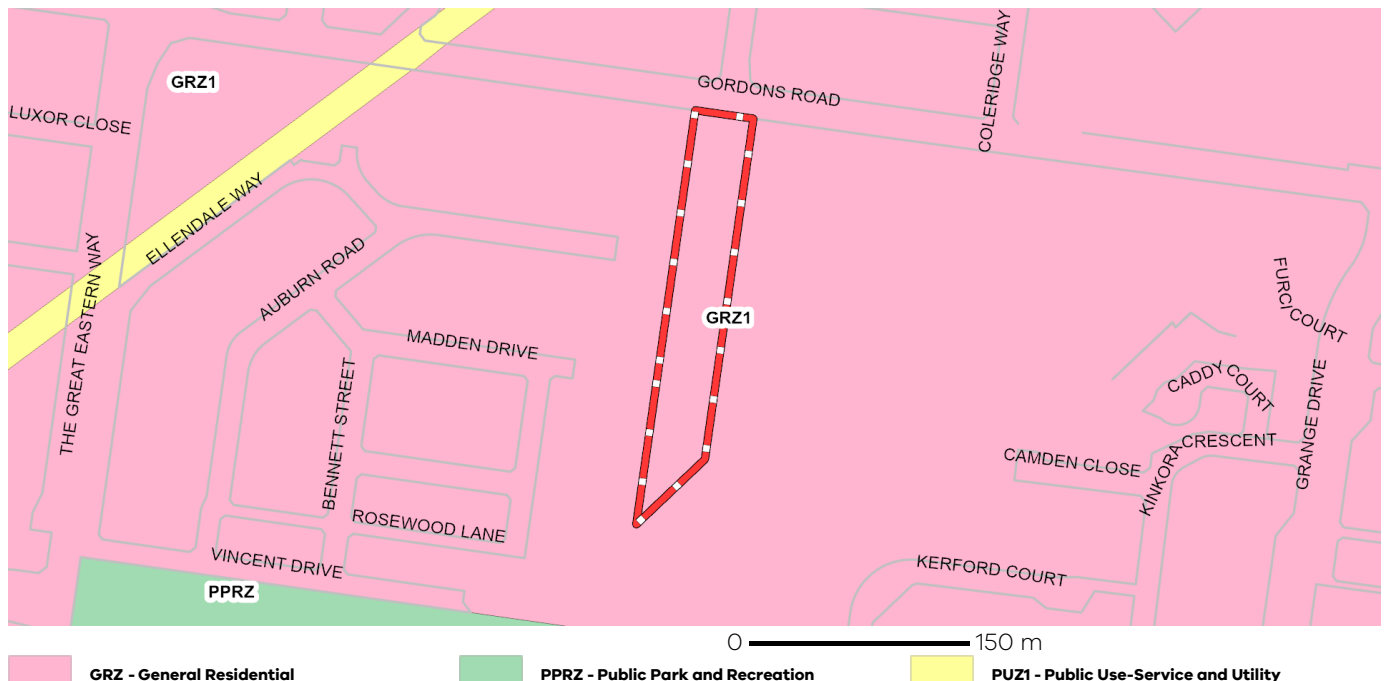 COLERIDGE WAY
GRZ1
GORDONS ROAD
LUXOR CLOSE
ELLENDALE WAY
THE GREAT EASTERN WAY
AUBURN ROAD
FURCI COURT
GRZ1
MADDEN DRIVE
BENNETT STREET
CADDY COURT
GRANGE DRIVE
KINKORA CRESCENT
CAMDEN CLOSE
ROSEWOOD LANE
VINCENT DRIVE
KERFORD COURT
PPRZ
0 150 m
GRZ - General Residential
PPRZ - Public Park and Recreation
PUZ1 - Public Use-Service and Utility